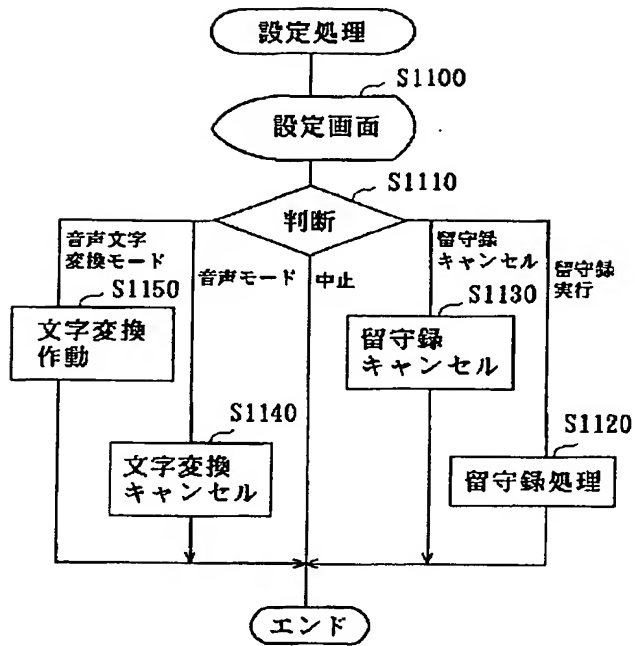 設定処理
S1100
設定画面
S1110
判断
音声文字
変換モード
音声モード
中止
留守録
キャンセル
留守録
実行
S1150
文字変換
作動
S1130
留守録
キャンセル
S1140
文字変換
キャンセル
S1120
留守録処理
エンド